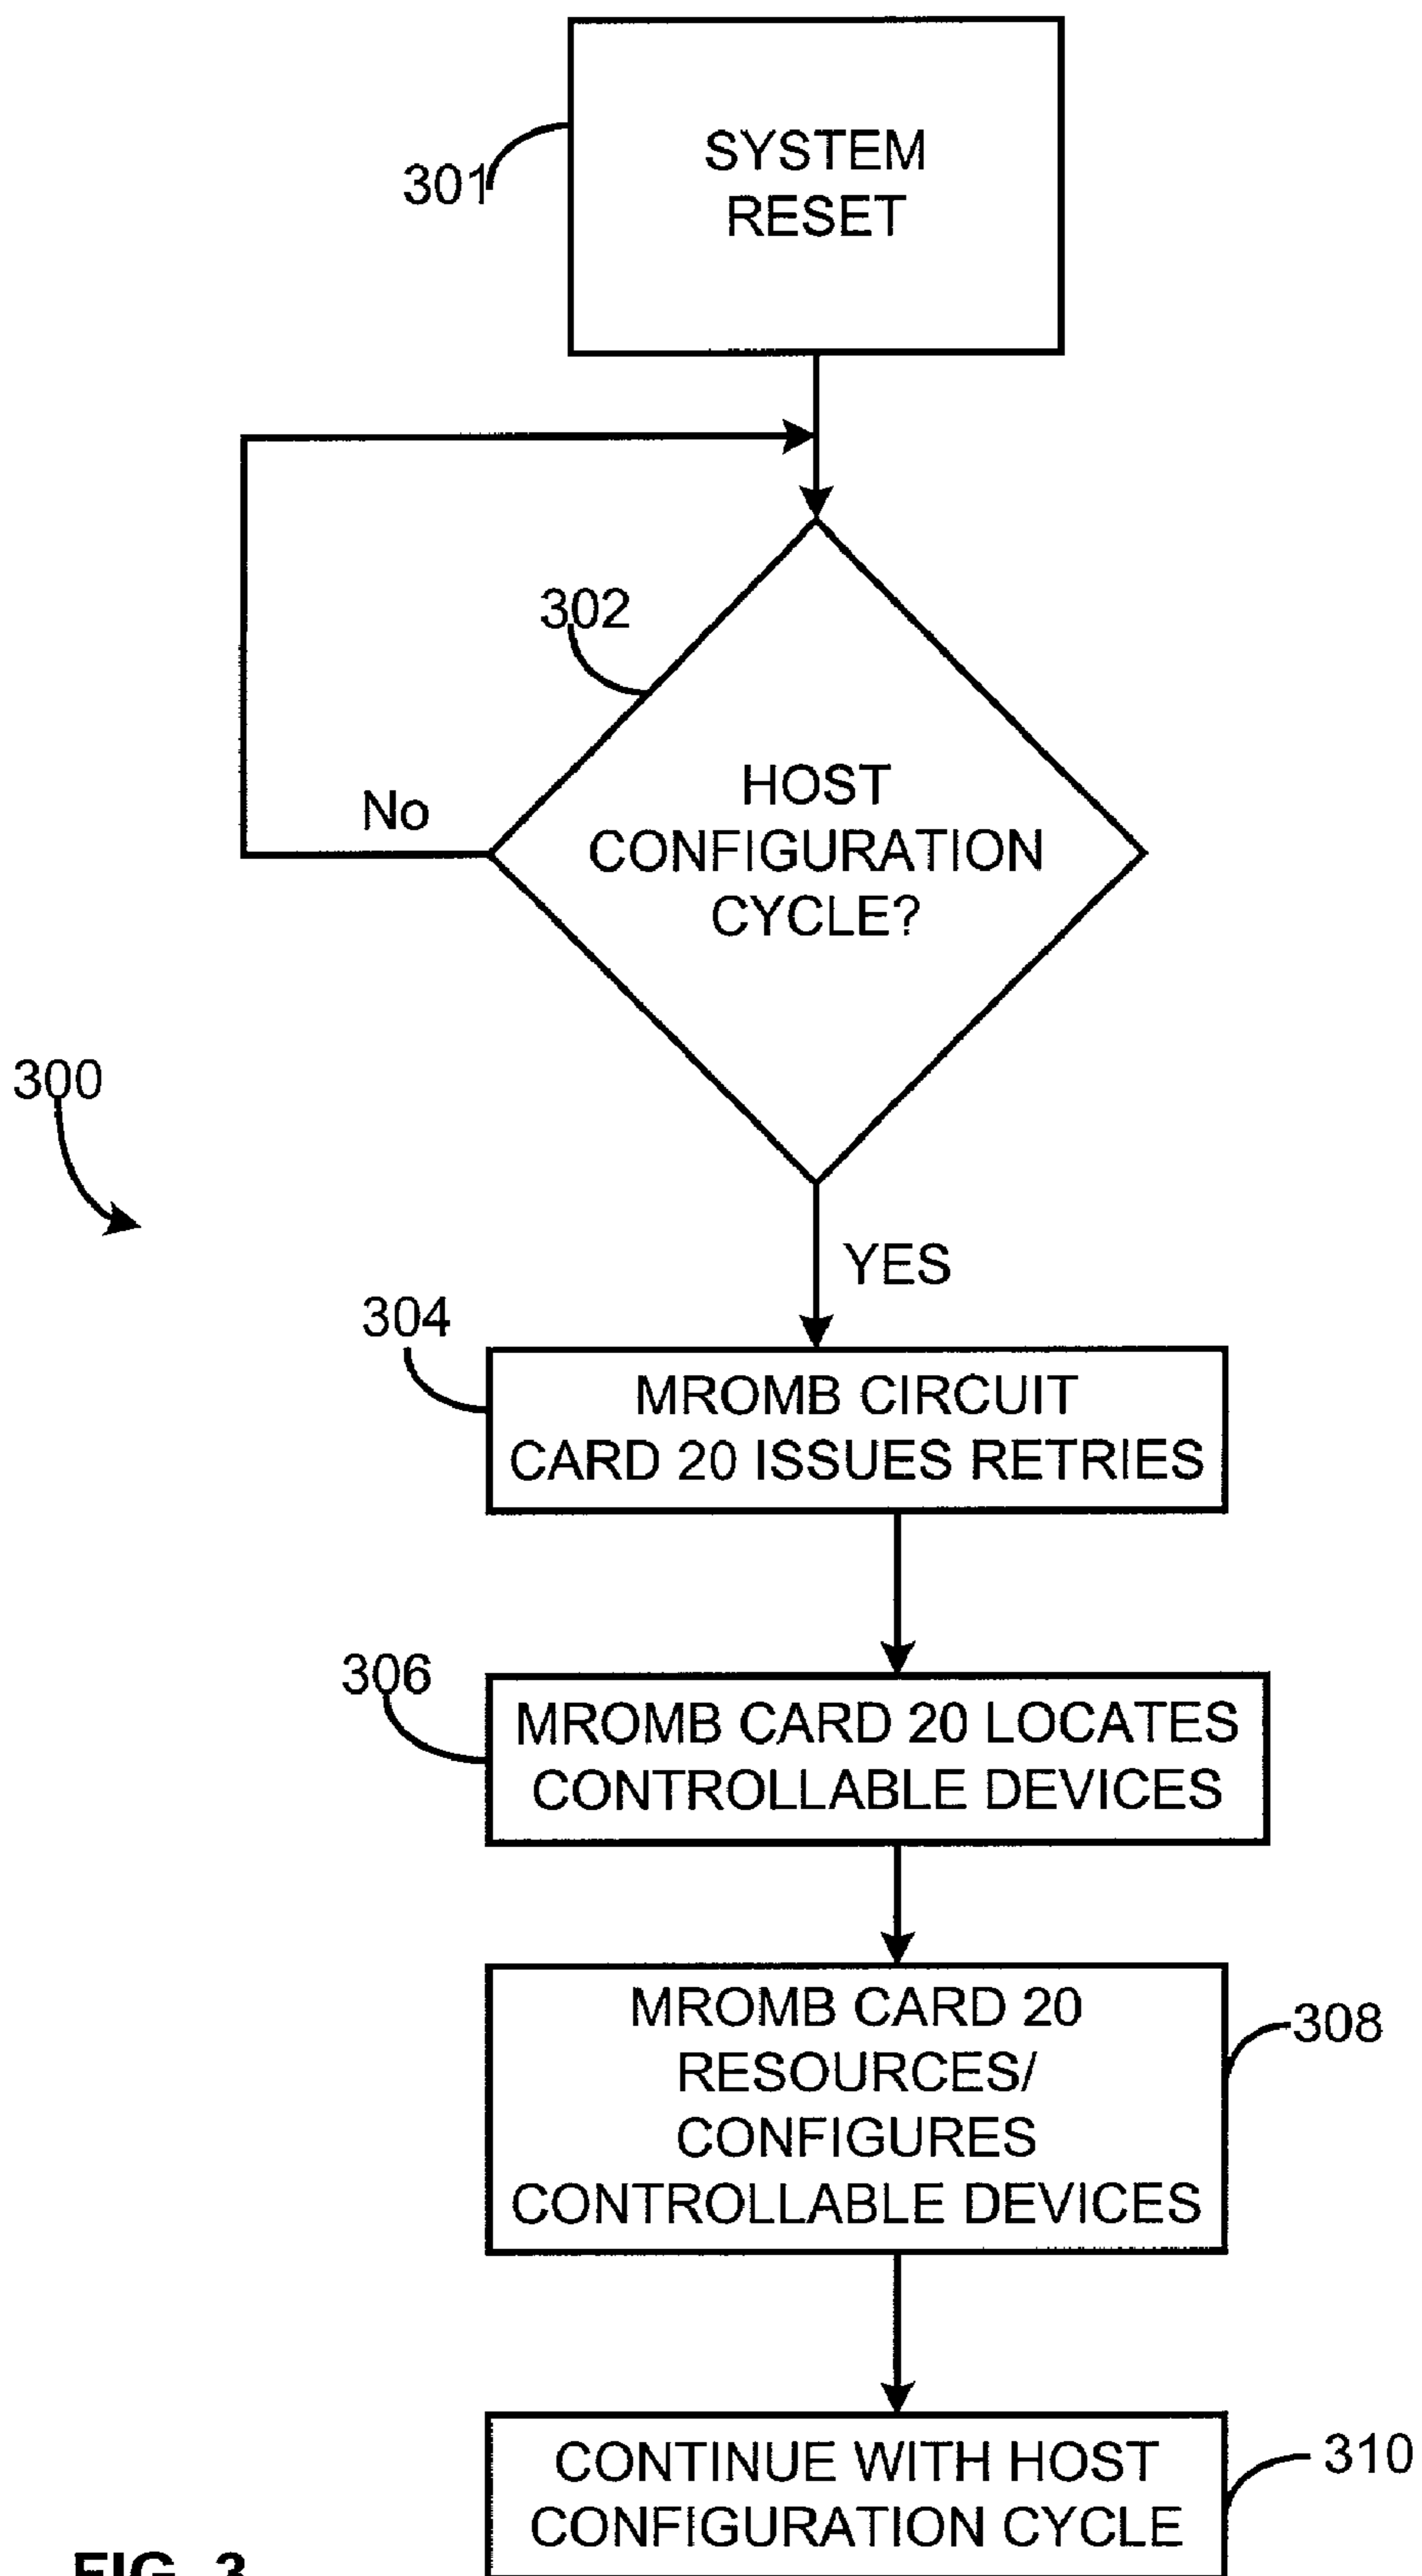 SYSTEM
RESET
301
302
HOST
CONFIGURATION
CYCLE?
No
300
YES
304
MROMB CIRCUIT
CARD 20 ISSUES RETRIES
306
MROMB CARD 20 LOCATES
CONTROLLABLE DEVICES
MROMB CARD 20
RESOURCES/
CONFIGURES
CONTROLLABLE DEVICES
308
CONTINUE WITH HOST
CONFIGURATION CYCLE
310
FIG. 3